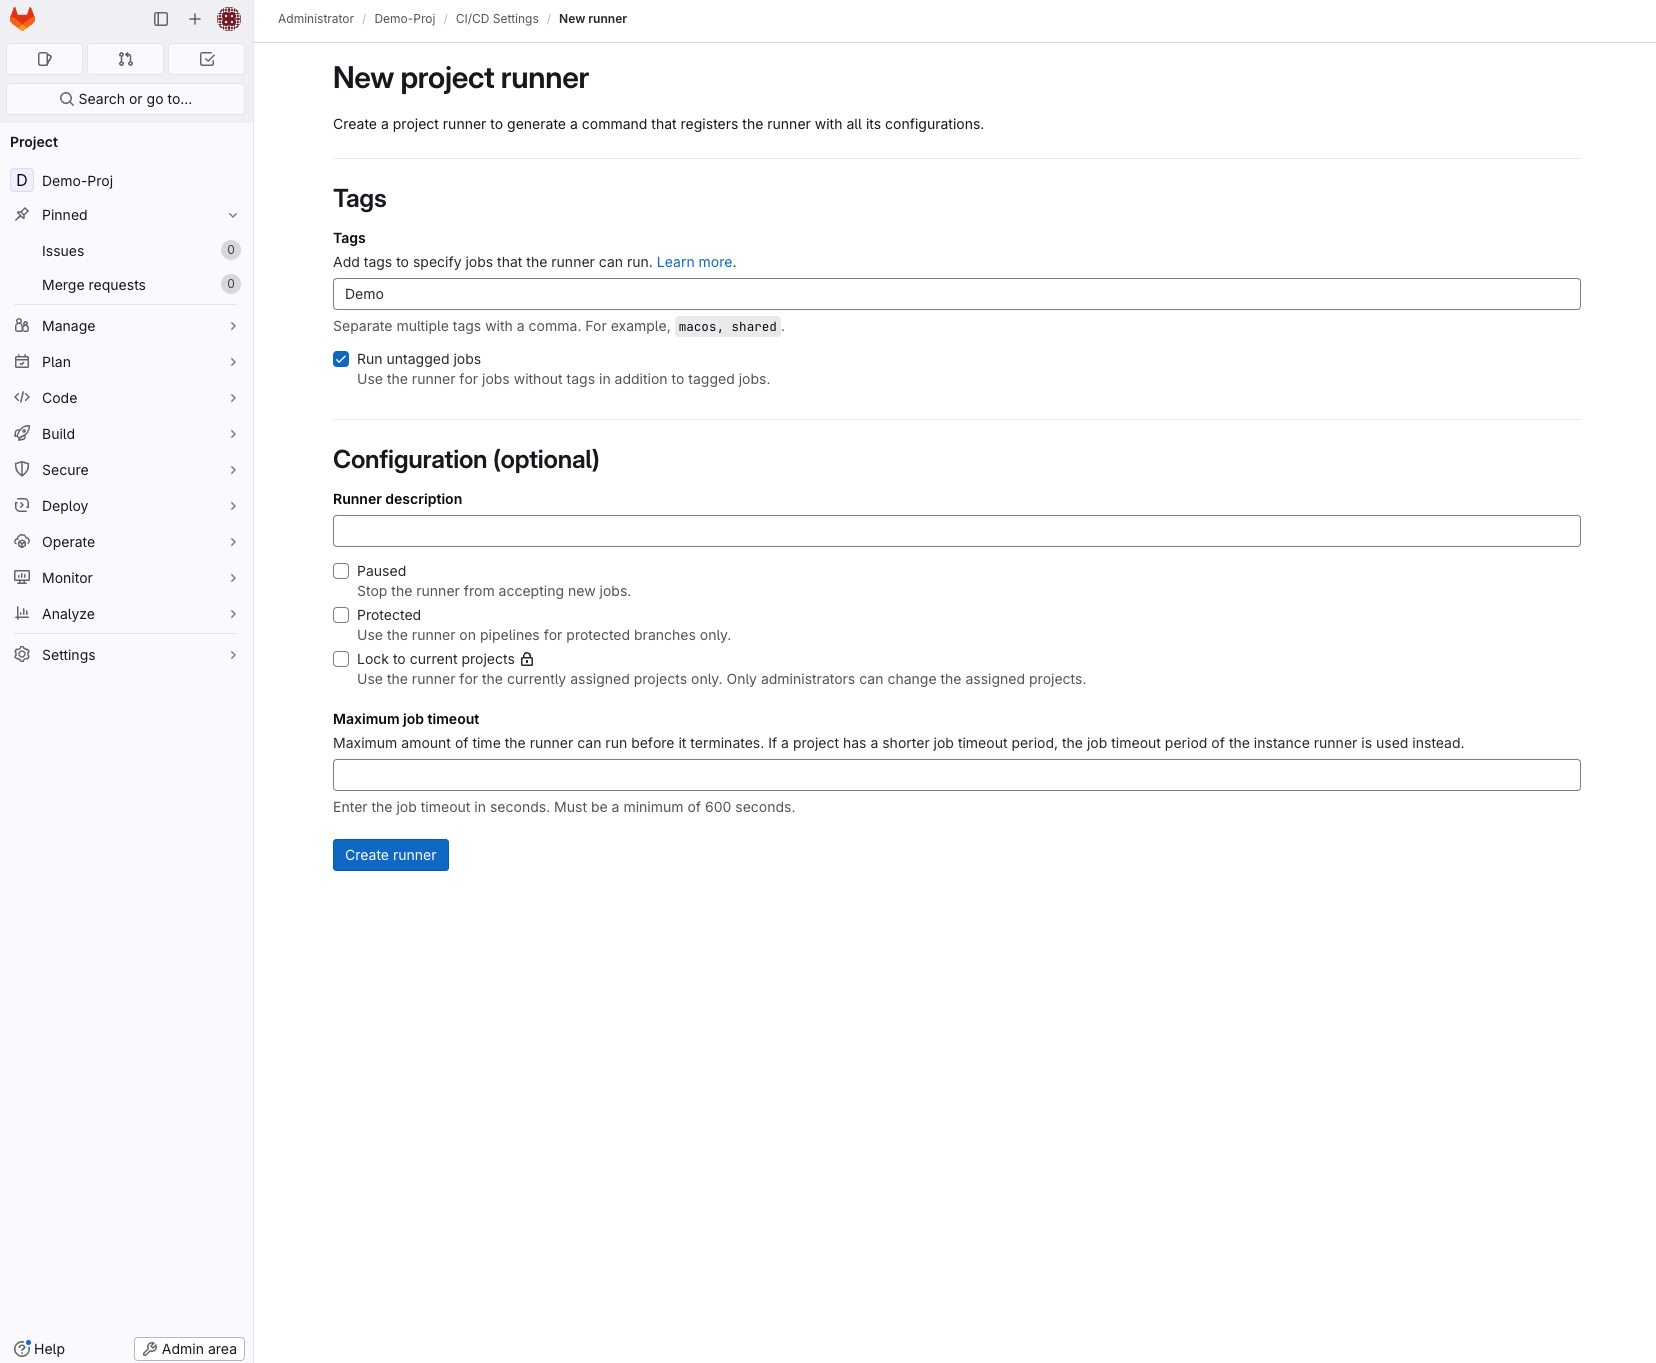 Administrator / Demo-Proj / CI/CD Settings / New runner
Search or go to...
Project
D Demo-Proj
Pinned
Issues 0
Merge requests 0
Manage
Plan
Code
Build
Secure
Deploy
Operate
Monitor
Analyze
Settings
Help
Admin area
New project runner
Create a project runner to generate a command that registers the runner with all its configurations.
Tags
Tags
Add tags to specify jobs that the runner can run. Learn more.
Demo
Separate multiple tags with a comma. For example, macos, shared.
Run untagged jobs
Use the runner for jobs without tags in addition to tagged jobs.
Configuration (optional)
Runner description
Paused
Stop the runner from accepting new jobs.
Protected
Use the runner on pipelines for protected branches only.
Lock to current projects
Use the runner for the currently assigned projects only. Only administrators can change the assigned projects.
Maximum job timeout
Maximum amount of time the runner can run before it terminates. If a project has a shorter job timeout period, the job timeout period of the instance runner is used instead.
Enter the job timeout in seconds. Must be a minimum of 600 seconds.
Create runner